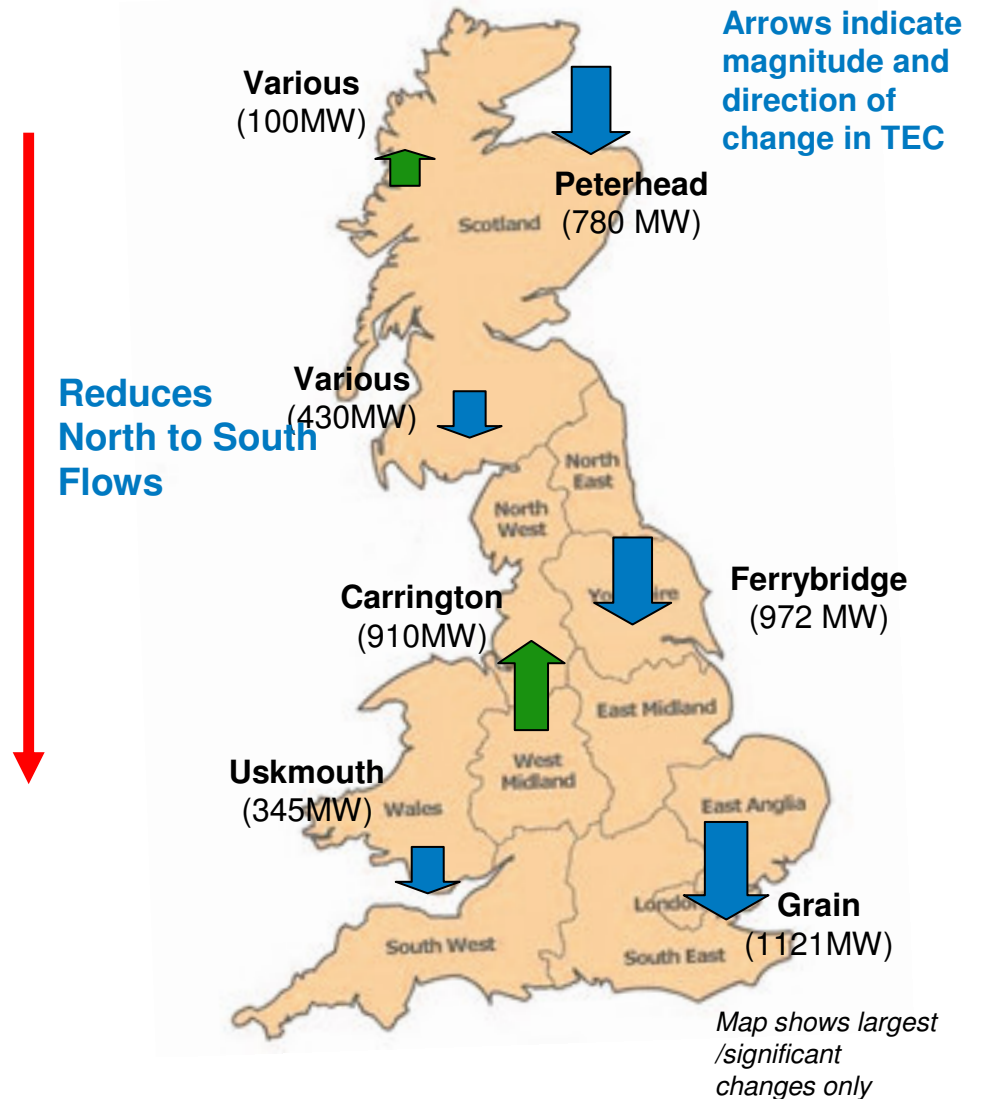 Arrows indicate
magnitude and
direction of
change in TEC
Various
(100MW)
Peterhead
(780 MW)
Scotland
Various
(430MW)
Reduces
North to South
Flows
North
East
North
West
Carrington
(910MW)
Ferrybridge
(972 MW)
East Midland
West
Midland
Uskmouth
(345MW)
Wales
East Anglia
Grain
(1121MW)
South West
South East
Map shows largest
/significant
changes only